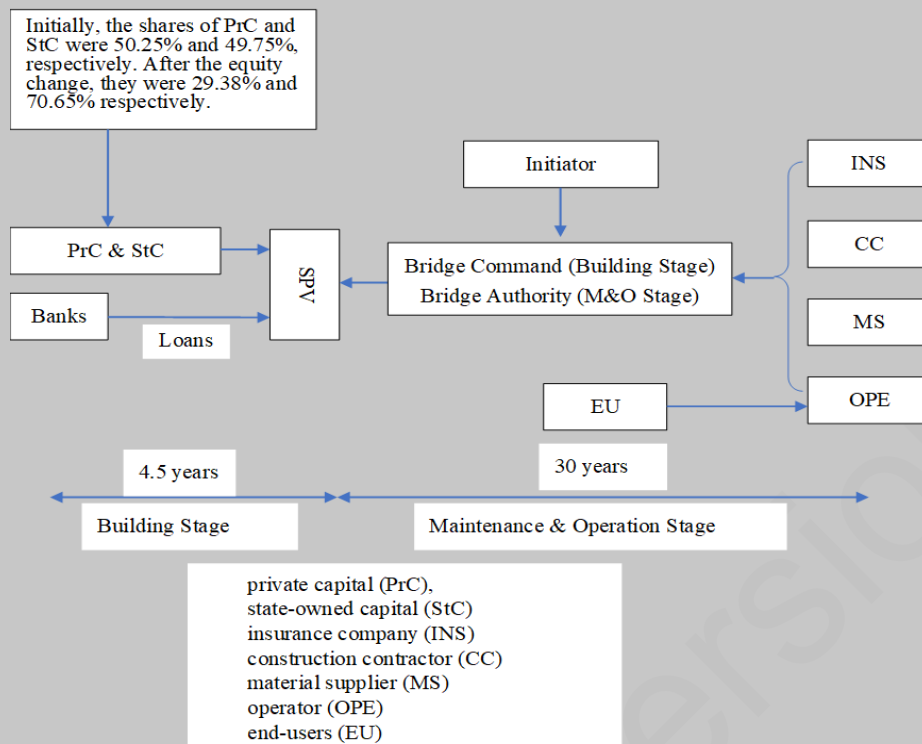 Initially, the shares of PrC and
StC were 50.25% and 49.75%,
respectively. After the equity
change, they were 29.38% and
70.65% respectively.
Initiator
INS
PrC & StC
SPV
Bridge Command (Building Stage)
Bridge Authority (M&O Stage)
CC
Banks
Loans
MS
EU
OPE
4.5 years
30 years
Building Stage
Maintenance & Operation Stage
private capital (PrC),
state-owned capital (StC)
insurance company (INS)
construction contractor (CC)
material supplier (MS)
operator (OPE)
end-users (EU)